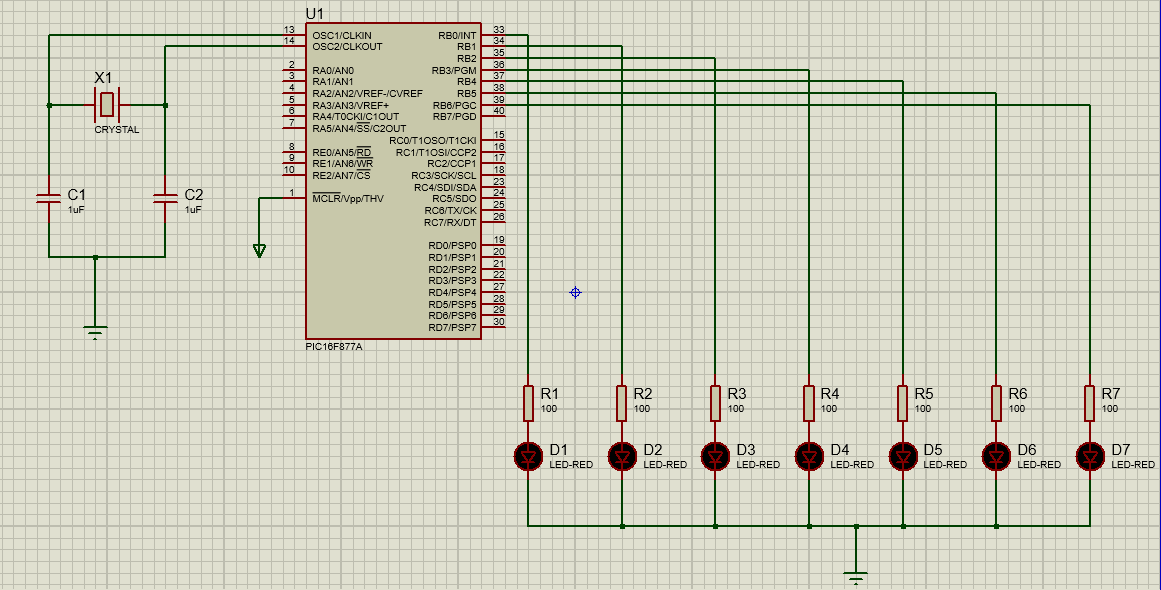 U1
13 OSC1/CLKIN RB0/INT 33
14 OSC2/CLKOUT RB1 34
RB2 35
2 RA0/AN0 RB3/PGM 36
3 RA1/AN1 RB4 37
4 RA2/AN2/VREF-/CVREF RB5 38
5 RA3/AN3/VREF+ RB6/PGC 39
6 RA4/T0CKI/C1OUT RB7/PGD 40
7 RA5/AN4/SS/C2OUT
RC0/T1OSO/T1CKI 15
8 RE0/AN5/RD RC1/T1OSI/CCP2 16
9 RE1/AN6/WR RC2/CCP1 17
10 RE2/AN7/CS RC3/SCK/SCL 18
RC4/SDI/SDA 23
1 MCLR/Vpp/THV RC5/SDO 24
RC6/TX/CK 25
RC7/RX/DT 26
RD0/PSP0 19
RD1/PSP1 20
RD2/PSP2 21
RD3/PSP3 22
RD4/PSP4 27
RD5/PSP5 28
RD6/PSP6 29
RD7/PSP7 30
PIC16F877A
X1
CRYSTAL
C1
1uF
C2
1uF
R1 R2 R3 R4 R5 R6 R7
100 100 100 100 100 100 100
D1 D2 D3 D4 D5 D6 D7
LED-RED LED-RED LED-RED LED-RED LED-RED LED-RED LED-RED